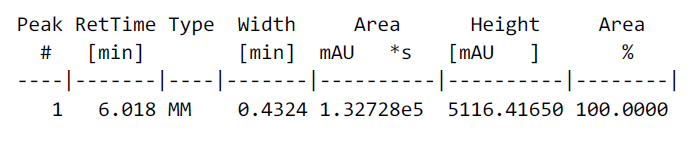 Peak RetTime Type  Width     Area      Height     Area
  #   [min]        [min] mAU   *s   [mAU   ]      %
----|-------|----|-------|----------|----------|--------|
   1   6.018 MM    0.4324 1.32728e5  5116.41650 100.0000